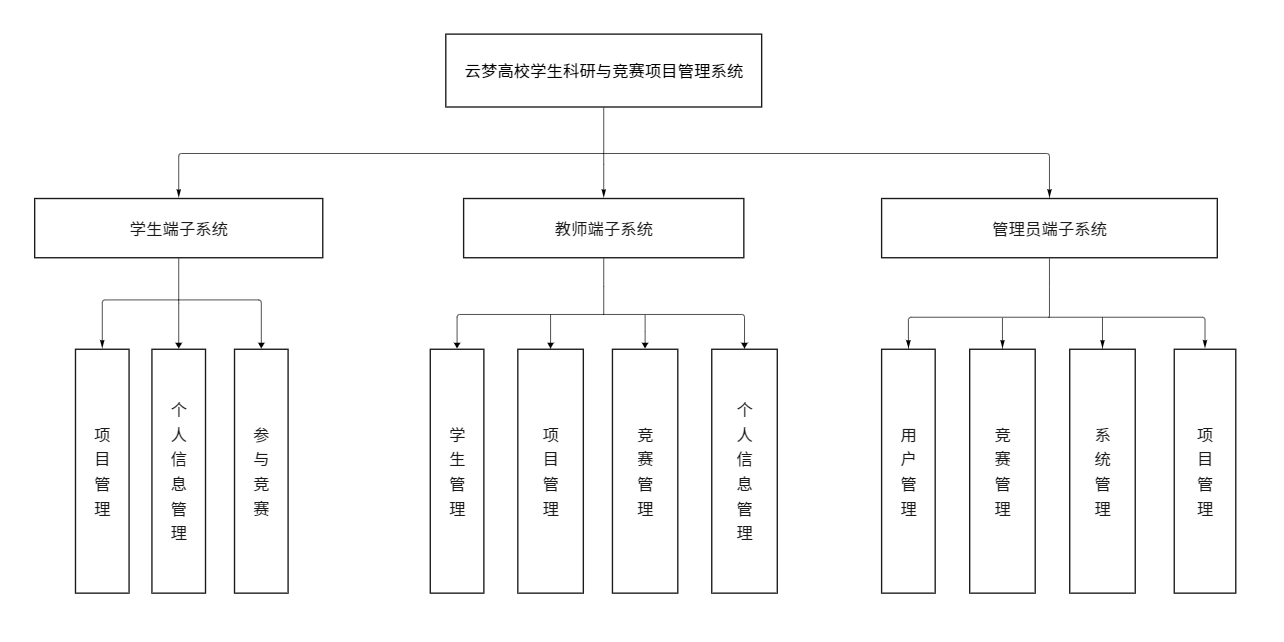 云梦高校学生科研与竞赛项目管理系统
学生端子系统
教师端子系统
管理员端子系统
项目管理
个人信息管理
参与竞赛
学生管理
项目管理
竞赛管理
个人信息管理
用户管理
竞赛管理
系统管理
项目管理